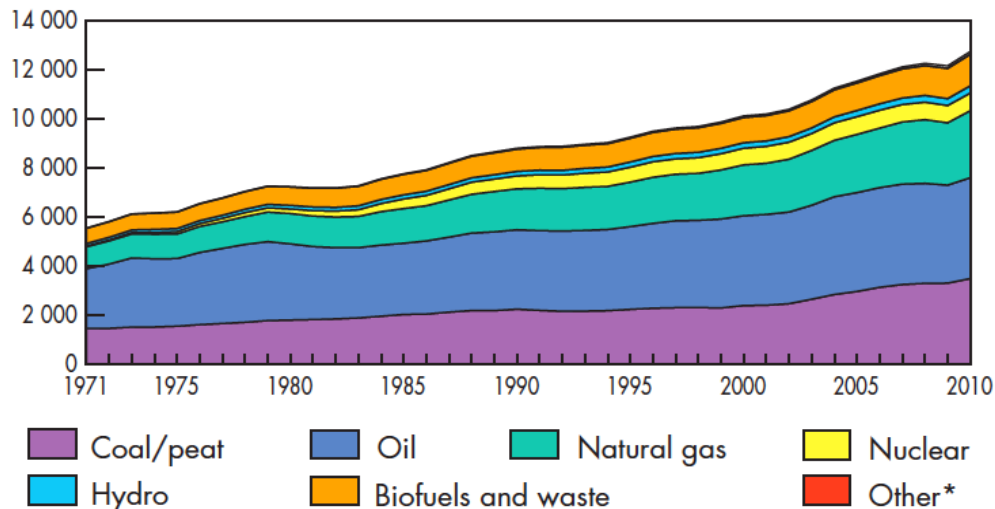 14 000
12 000
10 000
8 000
6 000
4 000
2 000
0
1971 1975 1980 1985 1990 1995 2000 2005 2010
Coal/peat Oil Natural gas Nuclear
Hydro Biofuels and waste Other*